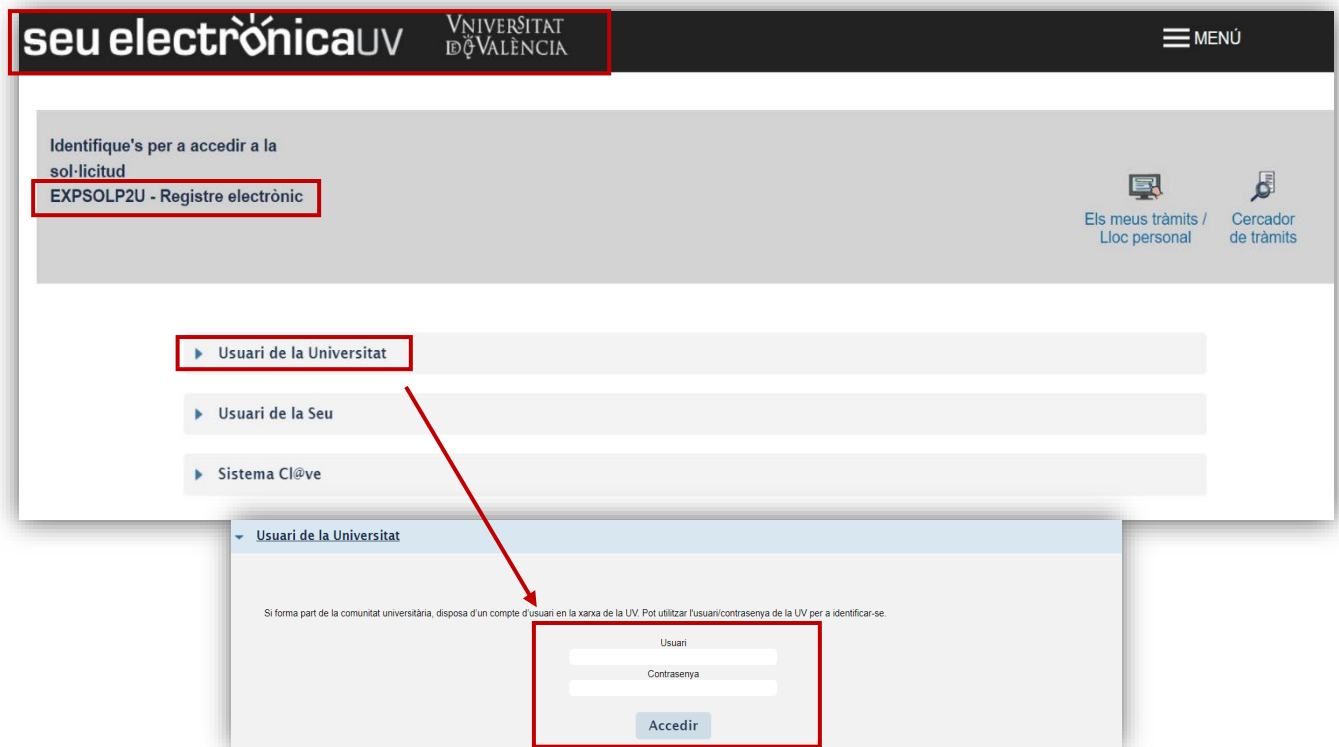 seu electrònicaUV
VNIVERSITAT
D VALÈNCIA
MENÚ
Identifique's per a accedir a la
sol·licitud
EXPSOLP2U - Registre electrònic
Els meus tràmits /
Lloc personal
Cercador
de tràmits
Usuari de la Universitat
Usuari de la Seu
Sistema Cl@ve
Usuari de la Universitat
Si forma part de la comunitat universitària, disposa d'un compte d'usuari en la xarxa de la UV. Pot utilitzar l'usuari/contrasenya de la UV per a identificar-se.
Usuari
Contrasenya
Accedir